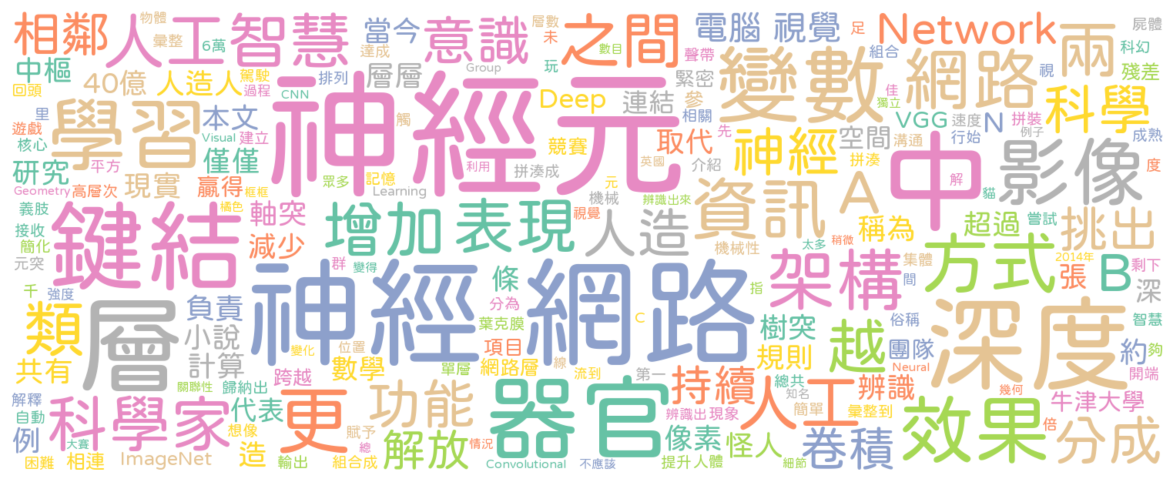 相鄰
人工智慧
物體
彙整
6萬
當今
意識
層數
達成
未
之間
數目
電腦 視覺
足
Network
兩
屍體
科幻
中樞
40億
人造人
駕駛
排列
層層
Group
玩
聲帶
緊密
變數
組合
網路
視
殘差
回頭
過程
CNN
神經元
Deep
連結
參
相關
佳
獨立
科學
里
學習
本文
建立
觸
VGG
速度
N
拼裝
遊戲
核心
Visual
僅僅
競賽
取代
先
神經
空間
溝通
行始
例子
成熟
研究
平方
利用
拼湊成
英國
介紹
拼湊
中
解
影像
度
Geometry
高層次
現實
贏得
框框
眾多
記憶
Learning
機械
元
辨識出來
資訊
A
貓
義肢
橘色
軸突
增加
表現
視覺
人造
稱為
超過
嘗試
挑出
接收
鍵結
減少
機械性
太多
稍微
方式
簡化
元突
群
變得
條
集體
2014年
張
B
剩下
千
強度
神經網路
指
架構
間
深
類
層
負責
分為
葉克膜
C
樹突
俗稱
深度
智慧
小說
變化
位置
項目
線
越
團隊
約
夠
共有
計算
數學
單層
網路層
流到
第一
規則
Neural
開端
關聯性
跨越
器官
持續
總共
人工
辨識
幾何
牛津大學
解釋
歸納出
更
功能
辨識出
現象
知名
簡單
彙整到
倍
自動
科學家
代表
賦予
效果
分成
例
大賽
想像
總
解放
情況
像素
怪人
卷積
困難
相連
ImageNet
造
輸出
組合成
Convolutional
不應該
提升
人體
細節